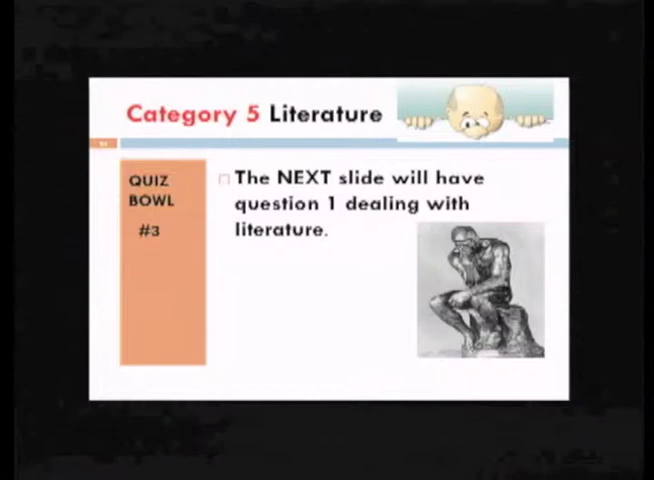 Category 5 Literature
QUIZ
BOWL
#3
The NEXT slide will have
question 1 dealing with
literature.